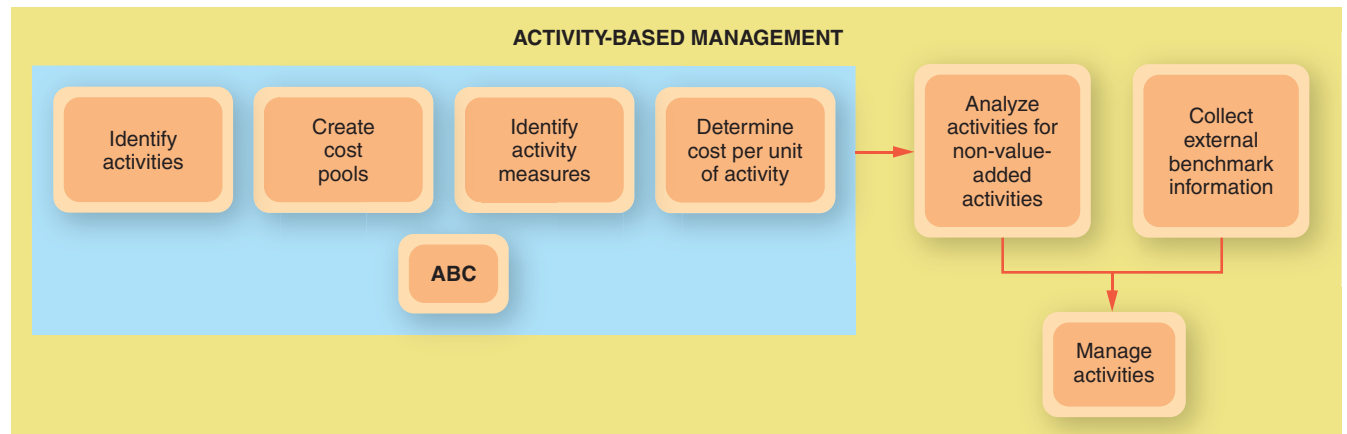 ACTIVITY-BASED MANAGEMENT
Identify
activities
Create
cost
pools
Identify
activity
measures
Determine
cost per unit
of activity
Analyze
activities for
non-value-
added
activities
Collect
external
benchmark
information
ABC
Manage
activities